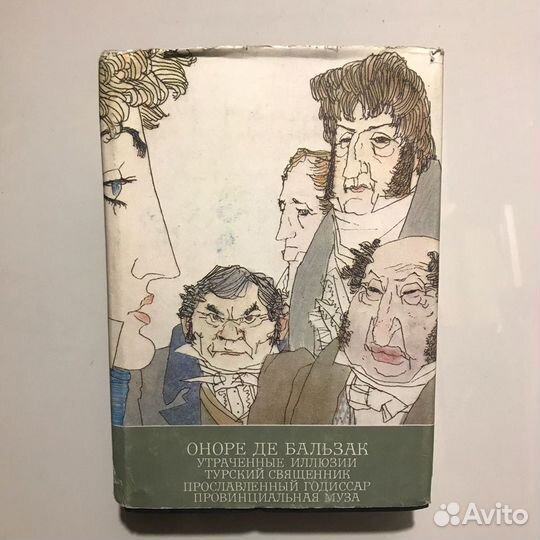 ОНОРЕ ДЕ БАЛЬЗАК
УТРАЧЕННЫЕ ИЛЛЮЗИИ
ТУРСКИЙ СВЯЩЕННИК
ПРОСЛАВЛЕННЫЙ ГОДИССАР
ПРОВИНЦИАЛЬНАЯ МУЗА
Avito